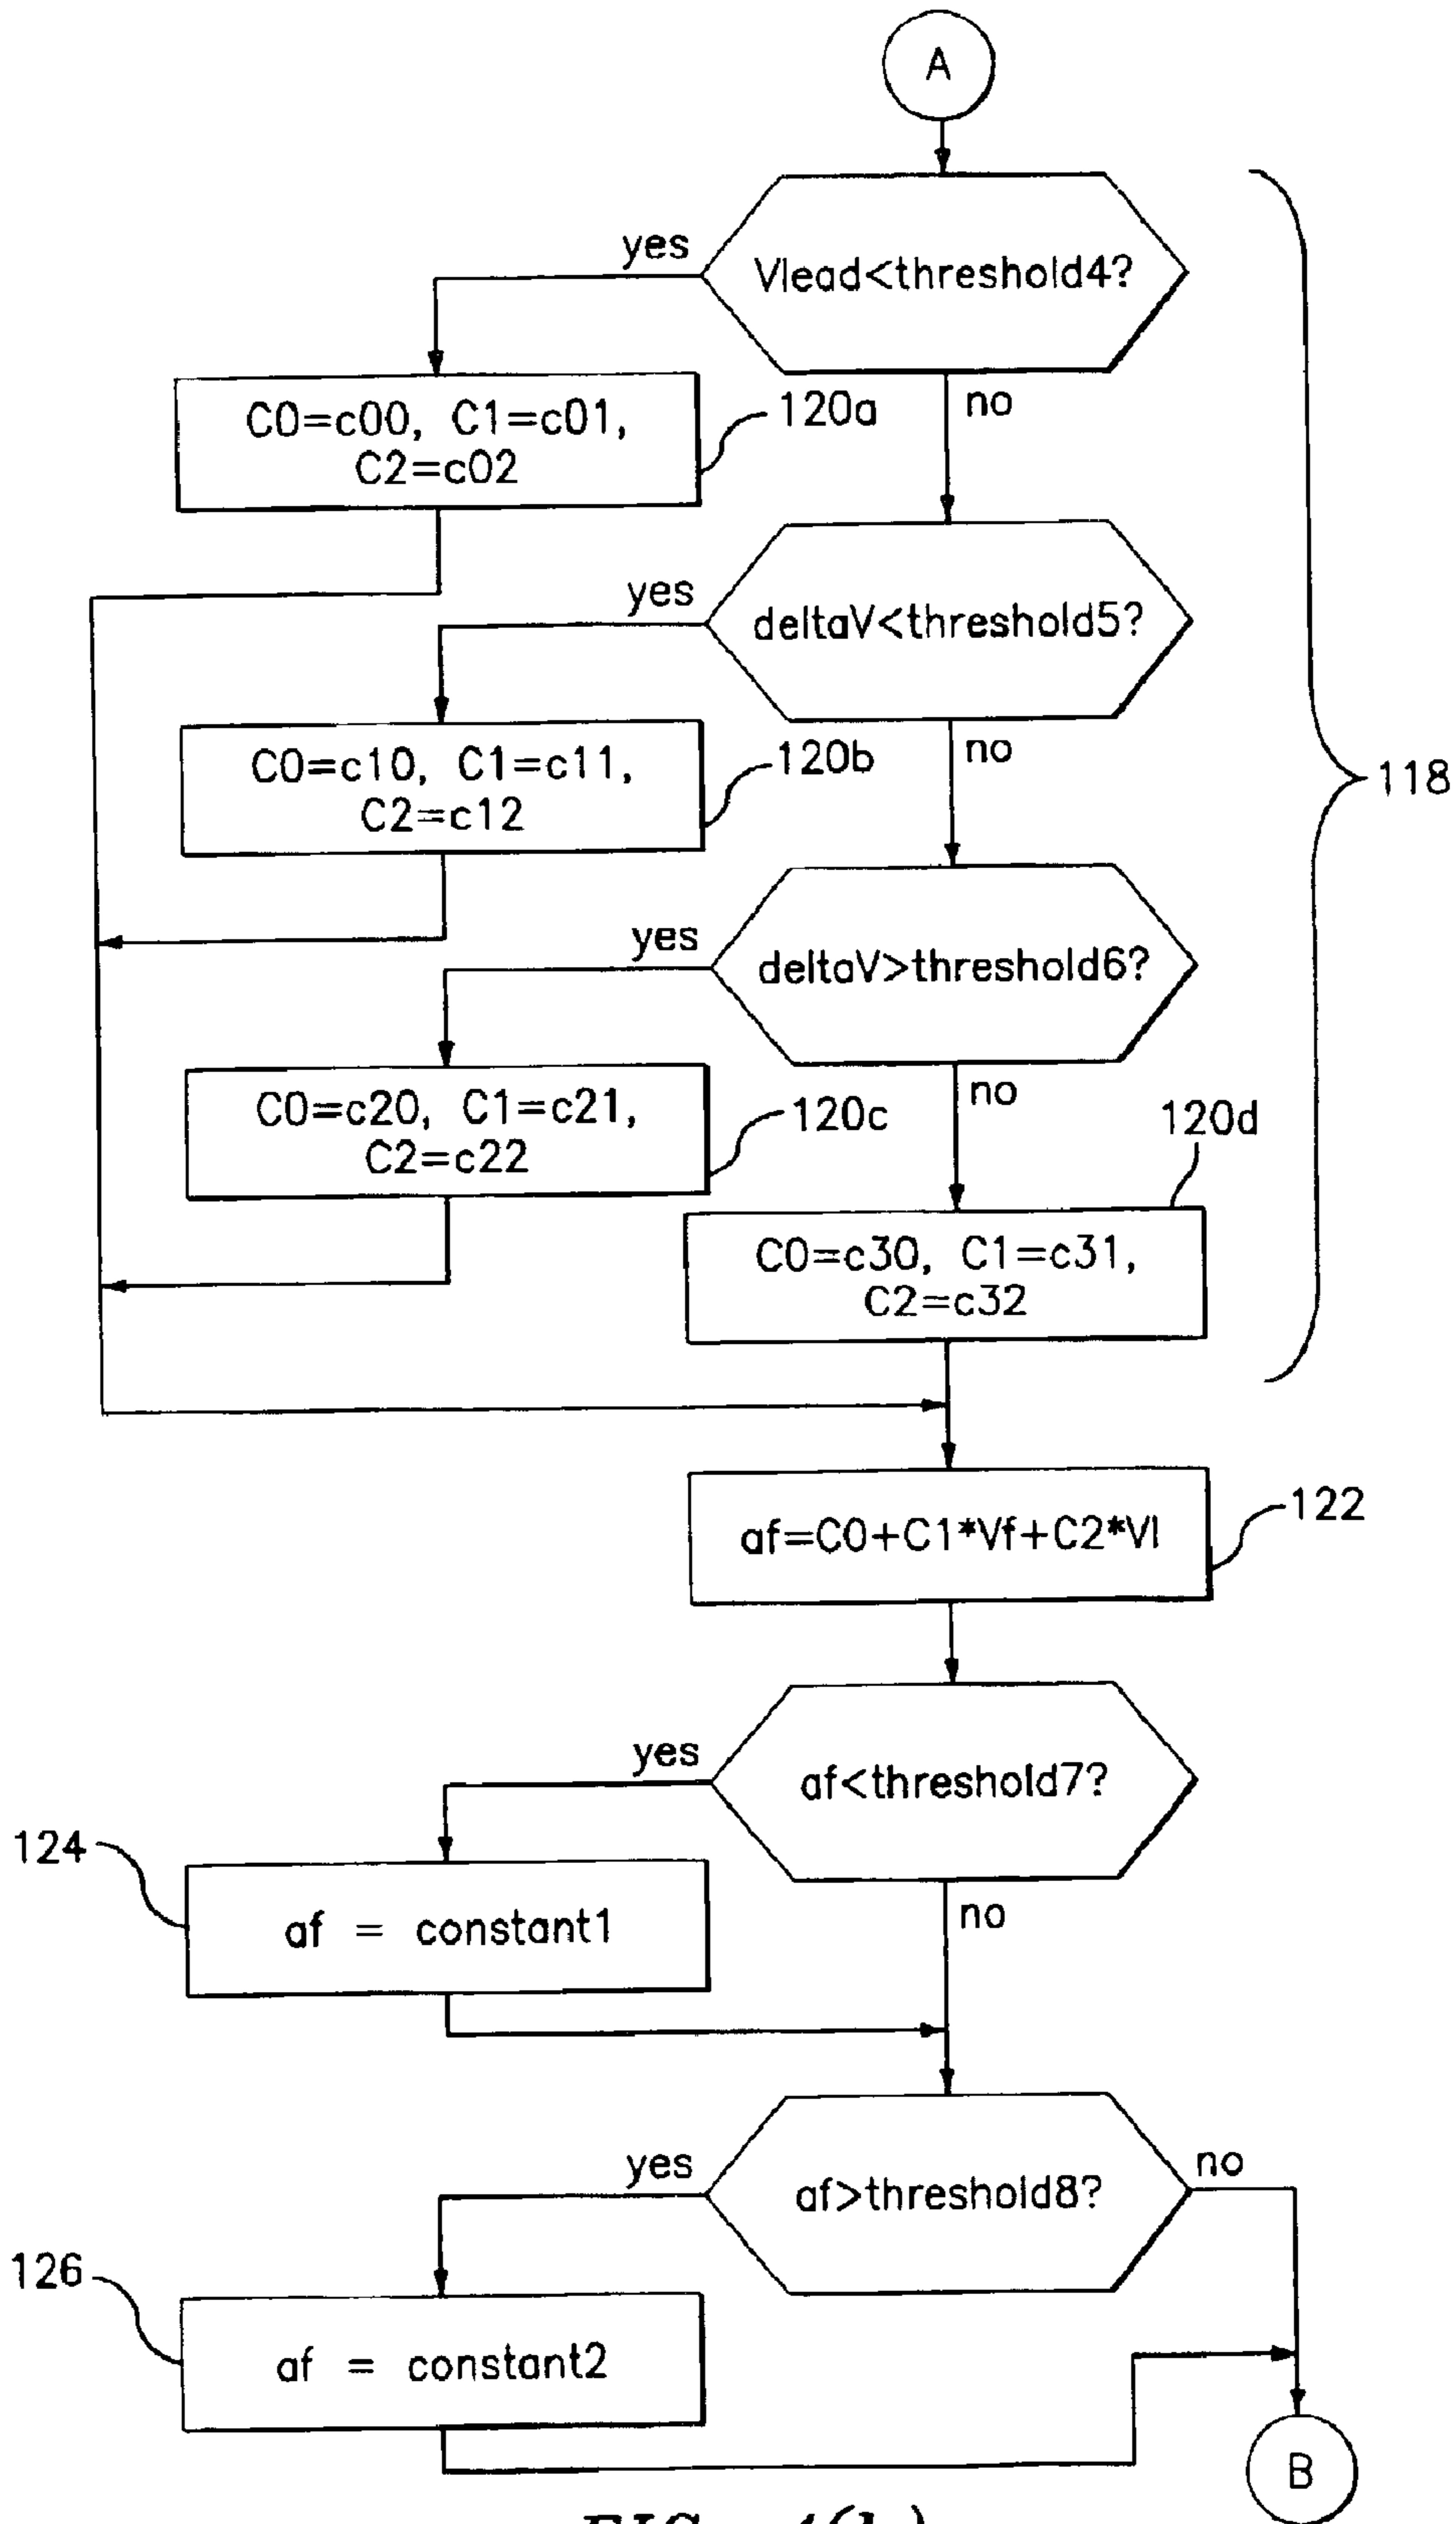 A
Vlead<threshold4?
yes
no
C0=c00, C1=c01,
C2=c02
120a
deltaV<threshold5?
yes
no
C0=c10, C1=c11,
C2=c12
120b
118
deltaV>threshold6?
yes
no
C0=c20, C1=c21,
C2=c22
120c
120d
C0=c30, C1=c31,
C2=c32
af=C0+C1*Vf+C2*Vl
122
af<threshold7?
yes
no
124
af = constant1
af>threshold8?
yes
no
126
af = constant2
B